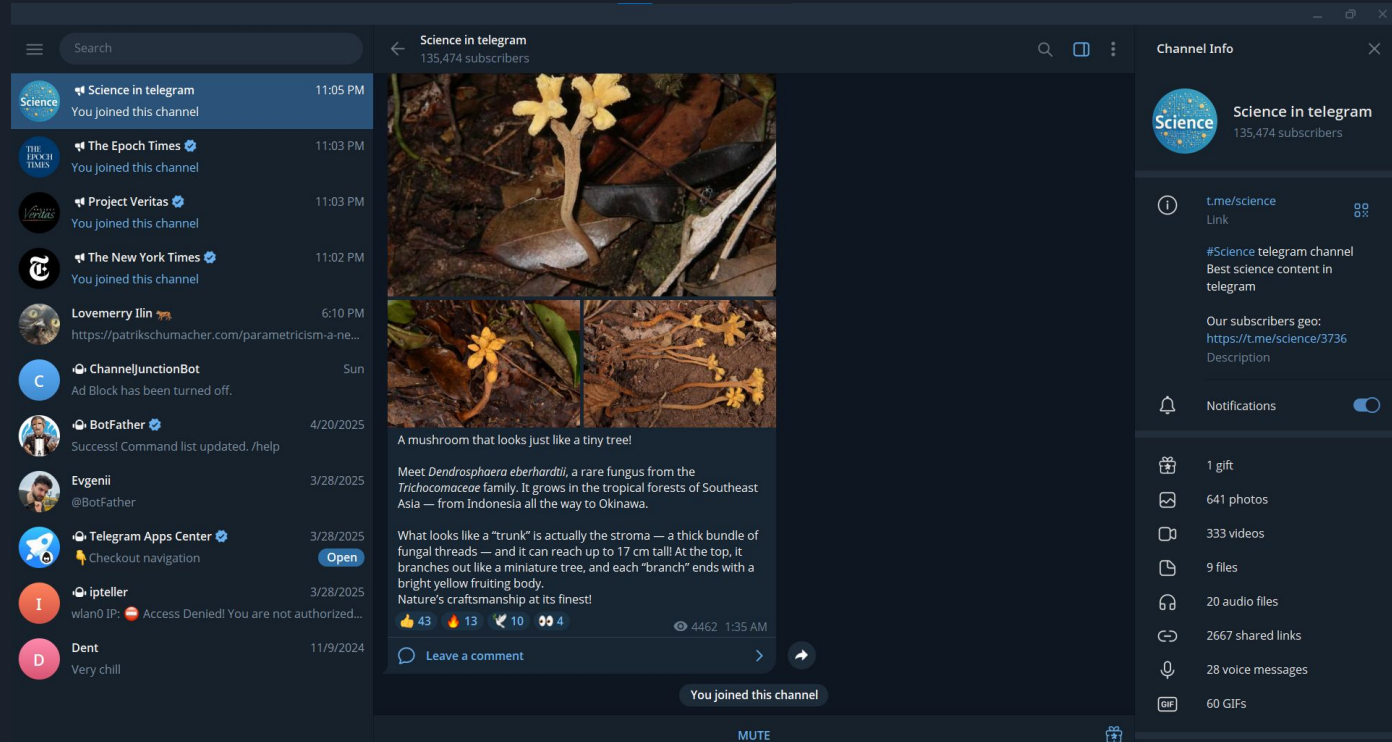 Search
Science in telegram
135,474 subscribers
Channel Info
Science
Science in telegram
11:05 PM
You joined this channel
THE
EPOCH
TIMES
The Epoch Times
11:03 PM
You joined this channel
Veritas
Project Veritas
11:03 PM
You joined this channel
The New York Times
11:02 PM
You joined this channel
Lovemerry Ilin
6:10 PM
https://patrikschumacher.com/parametricism-a-ne...
C
ChannelJunctionBot
Sun
Ad Block has been turned off.
BotFather
4/20/2025
Success! Command list updated. /help
Evgenii
3/28/2025
@BotFather
Telegram Apps Center
3/28/2025
Checkout navigation
Open
I
ipteller
3/28/2025
wlan0 IP: Access Denied! You are not authorized...
D
Dent
11/9/2024
Very chill
A mushroom that looks just like a tiny tree!
Meet Dendrosphaera eberhardtii, a rare fungus from the
Trichocomaceae family. It grows in the tropical forests of Southeast
Asia — from Indonesia all the way to Okinawa.
What looks like a “trunk” is actually the stroma — a thick bundle of
fungal threads — and it can reach up to 17 cm tall! At the top, it
branches out like a miniature tree, and each “branch” ends with a
bright yellow fruiting body.
Nature’s craftsmanship at its finest!
43 13 10 4
4462 1:35 AM
Leave a comment
You joined this channel
MUTE
Science
Science in telegram
135,474 subscribers
t.me/science
Link
#Science telegram channel
Best science content in
telegram
Our subscribers geo:
https://t.me/science/3736
Description
Notifications
1 gift
641 photos
333 videos
9 files
20 audio files
2667 shared links
28 voice messages
GIF
60 GIFs